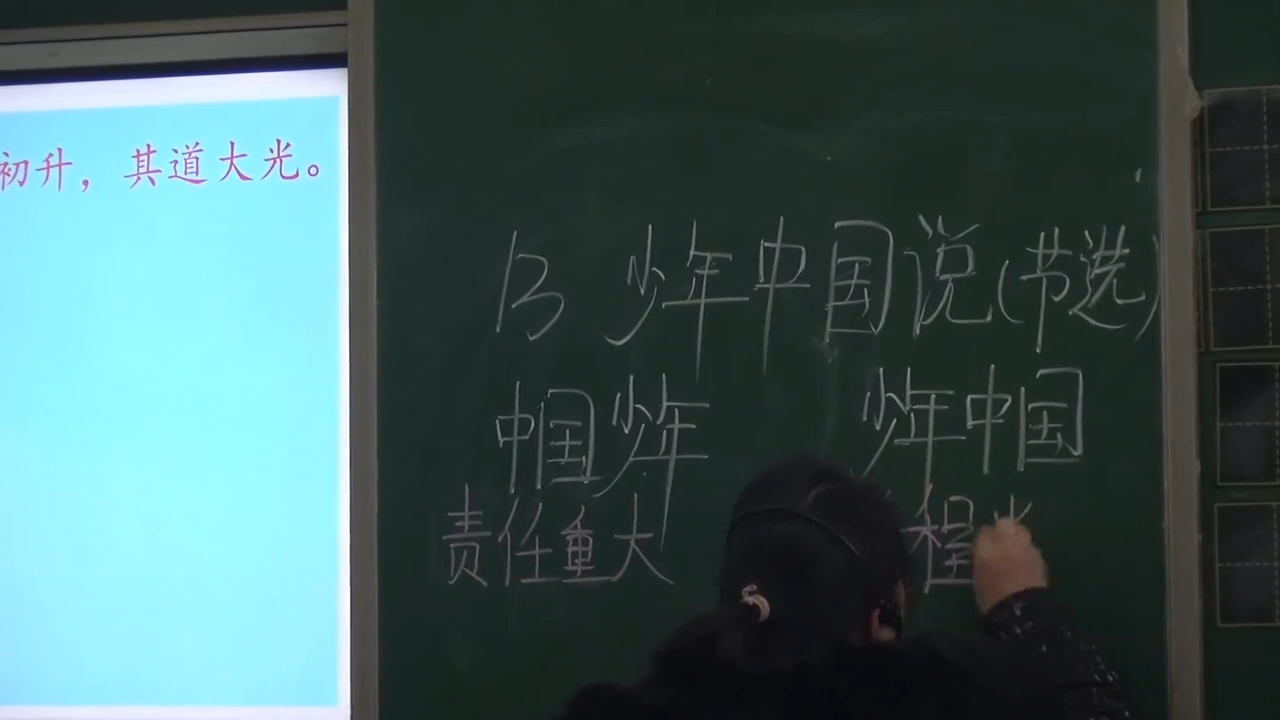 初升，其道大光。
13 少年中国说(节选)
中国少年 少年中国
责任重大 程